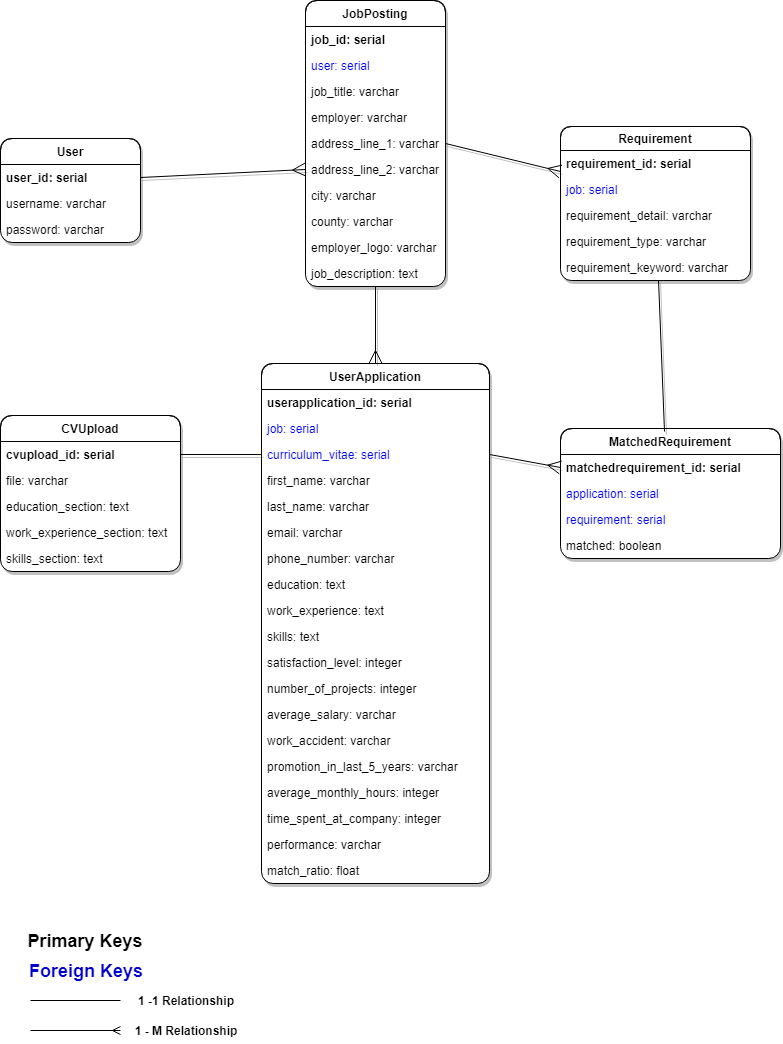 JobPosting
job_id: serial
user: serial
job_title: varchar
employer: varchar
address_line_1: varchar
address_line_2: varchar
city: varchar
county: varchar
employer_logo: varchar
job_description: text
User
user_id: serial
username: varchar
password: varchar
Requirement
requirement_id: serial
job: serial
requirement_detail: varchar
requirement_type: varchar
requirement_keyword: varchar
UserApplication
userapplication_id: serial
job: serial
curriculum_vitae: serial
first_name: varchar
last_name: varchar
email: varchar
phone_number: varchar
education: text
work_experience: text
skills: text
satisfaction_level: integer
number_of_projects: integer
average_salary: varchar
work_accident: varchar
promotion_in_last_5_years: varchar
average_monthly_hours: integer
time_spent_at_company: integer
performance: varchar
match_ratio: float
CVUpload
cvupload_id: serial
file: varchar
education_section: text
work_experience_section: text
skills_section: text
MatchedRequirement
matchedrequirement_id: serial
application: serial
requirement: serial
matched: boolean
Primary Keys
Foreign Keys
1 -1 Relationship
1 - M Relationship